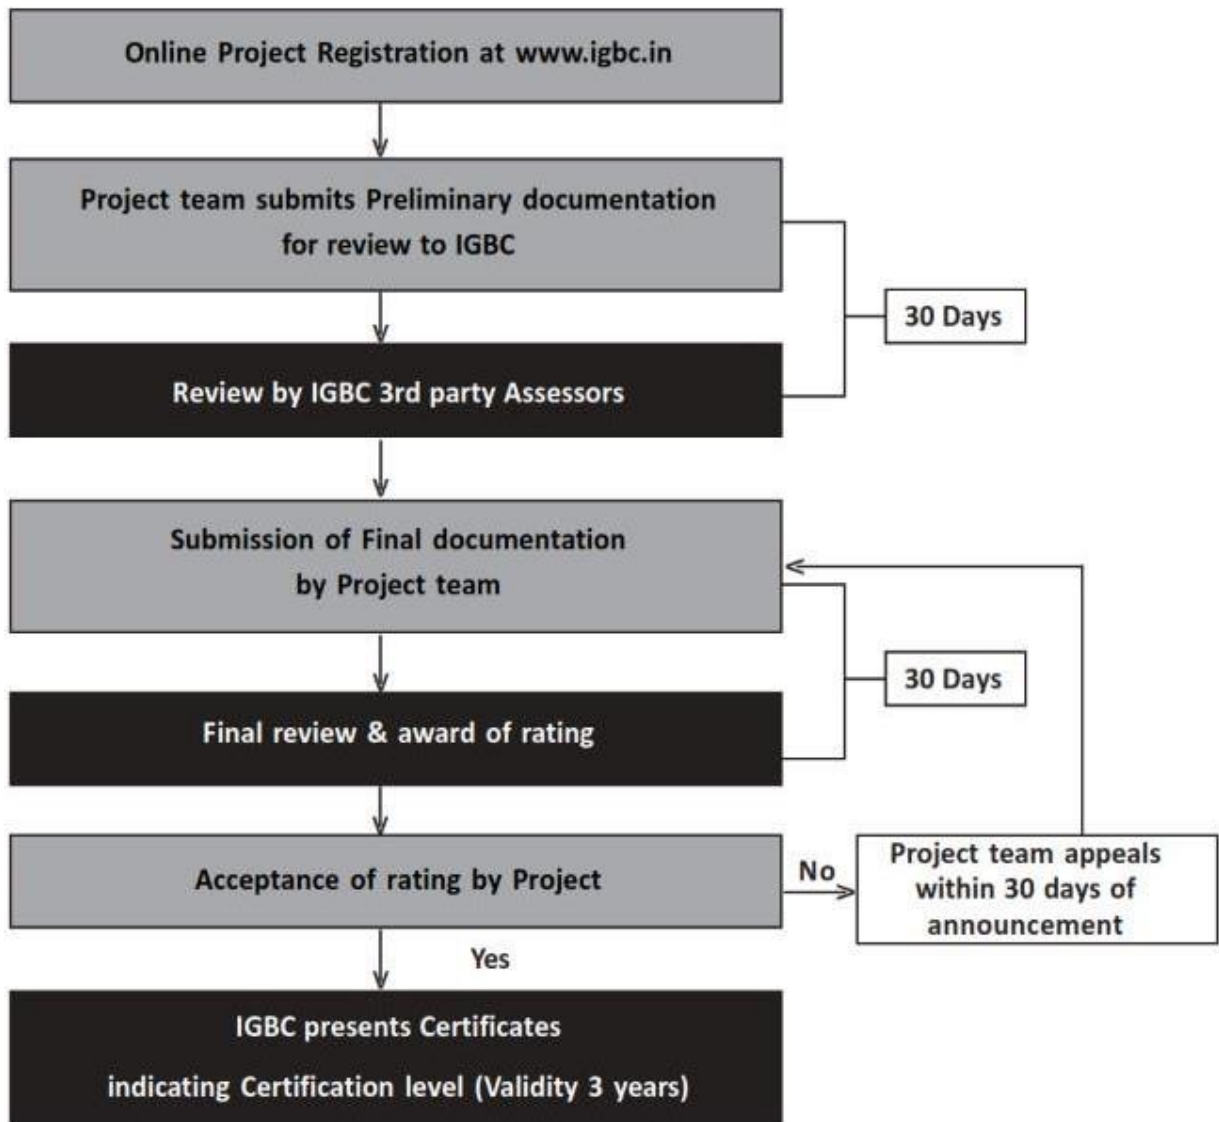 Online Project Registration at www.igbc.in
Project team submits Preliminary documentation
for review to IGBC
30 Days
Review by IGBC 3rd party Assessors
Submission of Final documentation
by Project team
30 Days
Final review & award of rating
Acceptance of rating by Project
No
Project team appeals
within 30 days of
announcement
Yes
IGBC presents Certificates
indicating Certification level (Validity 3 years)